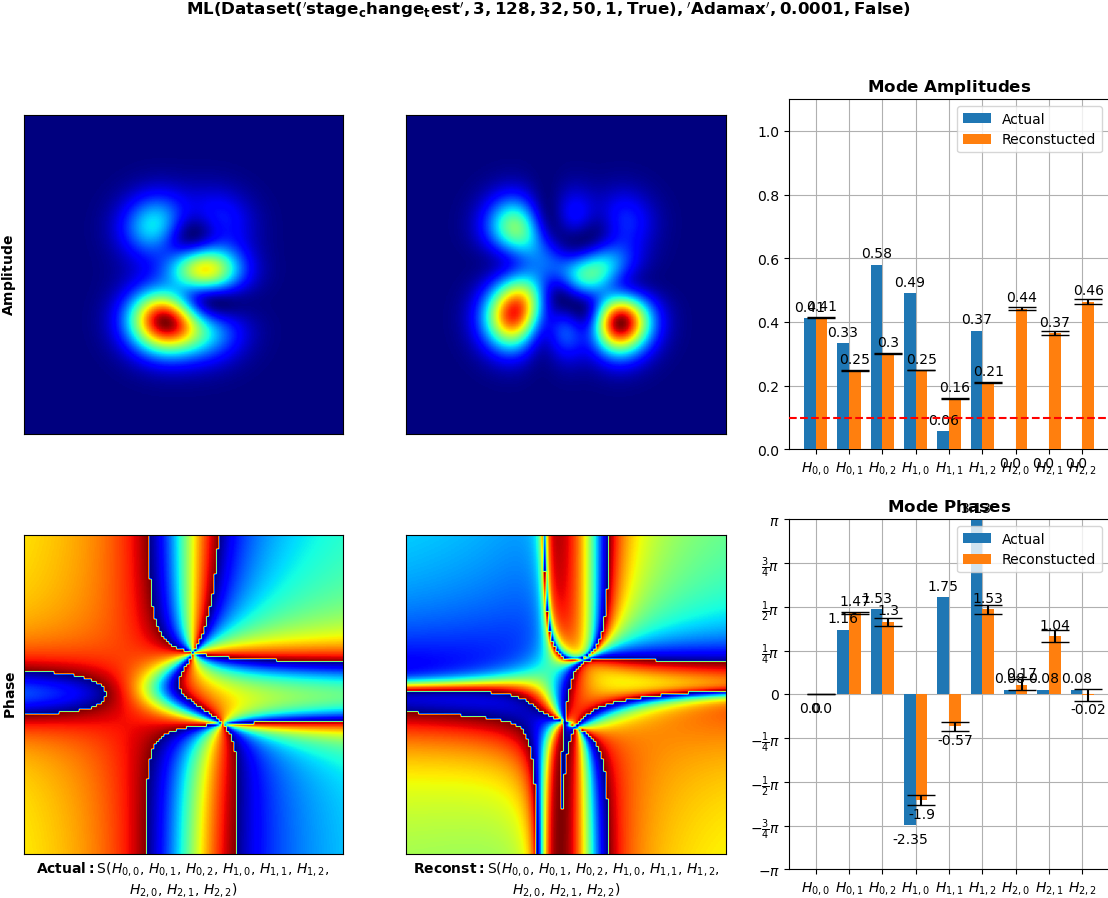 ML(Dataset('stage_change_test', 3, 128, 32, 50, 1, True), 'Adamax', 0.0001, False)
Mode Amplitudes
Amplitude
Actual
Reconstucted
1.0
0.8
0.6
0.4
0.2
0.0
0.41 0.41
0.33 0.25
0.58 0.3
0.49 0.25
0.06 0.16
0.37 0.21
0.0 0.44
0.0 0.37
0.0 0.46
H0,0 H0,1 H0,2 H1,0 H1,1 H1,2 H2,0 H2,1 H2,2
Mode Phases
Phase
Actual
Reconstucted
π
3/4π
1/2π
1/4π
0
−1/4π
−1/2π
−3/4π
−π
0.0 0.0
1.16 1.47
1.53 1.3
-2.35 -1.9
1.75 -0.57
3.13 1.53
0.08 0.17
0.08 1.04
0.08 -0.02
H0,0 H0,1 H0,2 H1,0 H1,1 H1,2 H2,0 H2,1 H2,2
Actual: S(H0,0, H0,1, H0,2, H1,0, H1,1, H1,2,
H2,0, H2,1, H2,2)
Reconst: S(H0,0, H0,1, H0,2, H1,0, H1,1, H1,2,
H2,0, H2,1, H2,2)